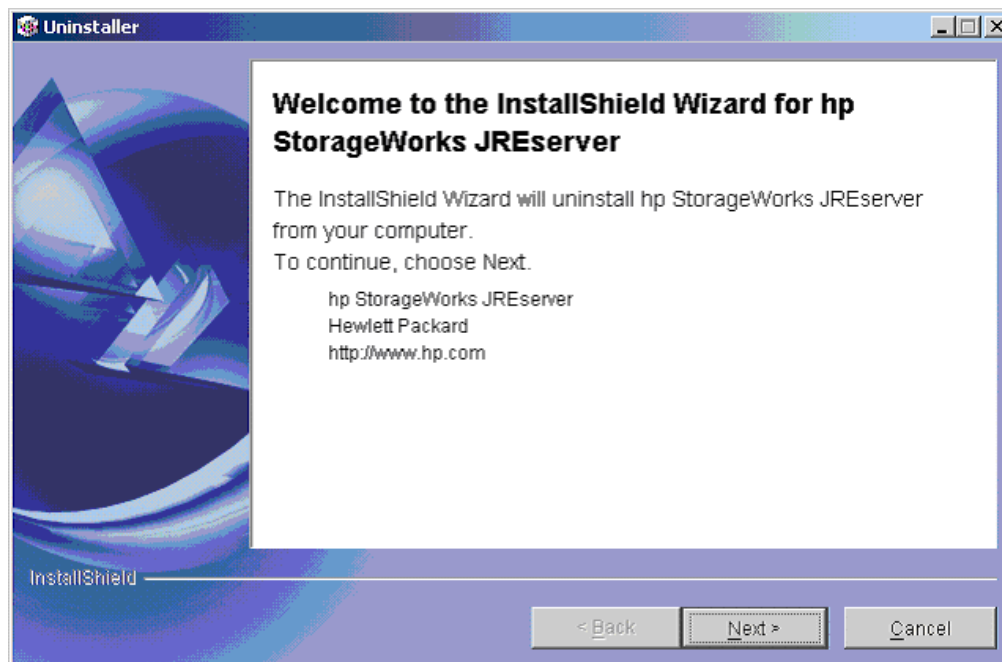 Uninstaller
Welcome to the InstallShield Wizard for hp
StorageWorks JREserver
The InstallShield Wizard will uninstall hp StorageWorks JREserver
from your computer.
To continue, choose Next.
hp StorageWorks JREserver
Hewlett Packard
http://www.hp.com
InstallShield
< Back
Next >
Cancel